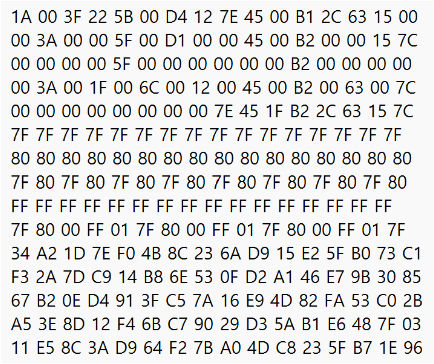 1A 00 3F 22 5B 00 D4 12 7E 45 00 B1 2C 63 15 00
00 3A 00 00 5F 00 D1 00 00 45 00 B2 00 00 15 7C
00 00 00 00 5F 00 00 00 00 00 00 B2 00 00 00 00
00 3A 00 1F 00 6C 00 12 00 45 00 B2 00 63 00 7C
00 00 00 00 00 00 00 00 7E 45 1F B2 2C 63 15 7C
7F 7F 7F 7F 7F 7F 7F 7F 7F 7F 7F 7F 7F 7F 7F 7F
80 80 80 80 80 80 80 80 80 80 80 80 80 80 80 80
7F 80 7F 80 7F 80 7F 80 7F 80 7F 80 7F 80 7F 80
FF FF FF FF FF FF FF FF FF FF FF FF FF FF FF FF
7F 80 00 FF 01 7F 80 00 FF 01 7F 80 00 FF 01 7F
34 A2 1D 7E F0 4B 8C 23 6A D9 15 E2 5F B0 73 C1
F3 2A 7D C9 14 B8 6E 53 0F D2 A1 46 E7 9B 30 85
67 B2 0E D4 91 3F C5 7A 16 E9 4D 82 FA 53 C0 2B
A5 3E 8D 12 F4 6B C7 90 29 D3 5A B1 E6 48 7F 03
11 E5 8C 3A D9 64 F2 7B A0 4D C8 23 5F B7 1E 96